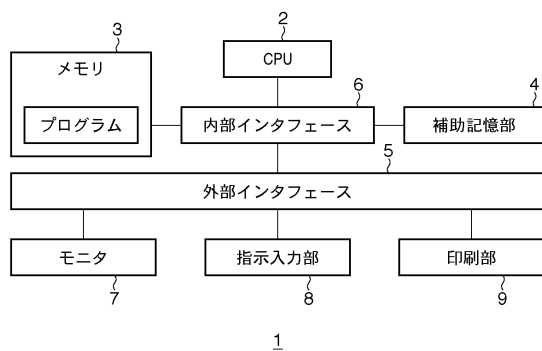 3
メモリ
プログラム
2
CPU
6
内部インタフェース
4
補助記憶部
5
外部インタフェース
モニタ
7
指示入力部
8
印刷部
9
1